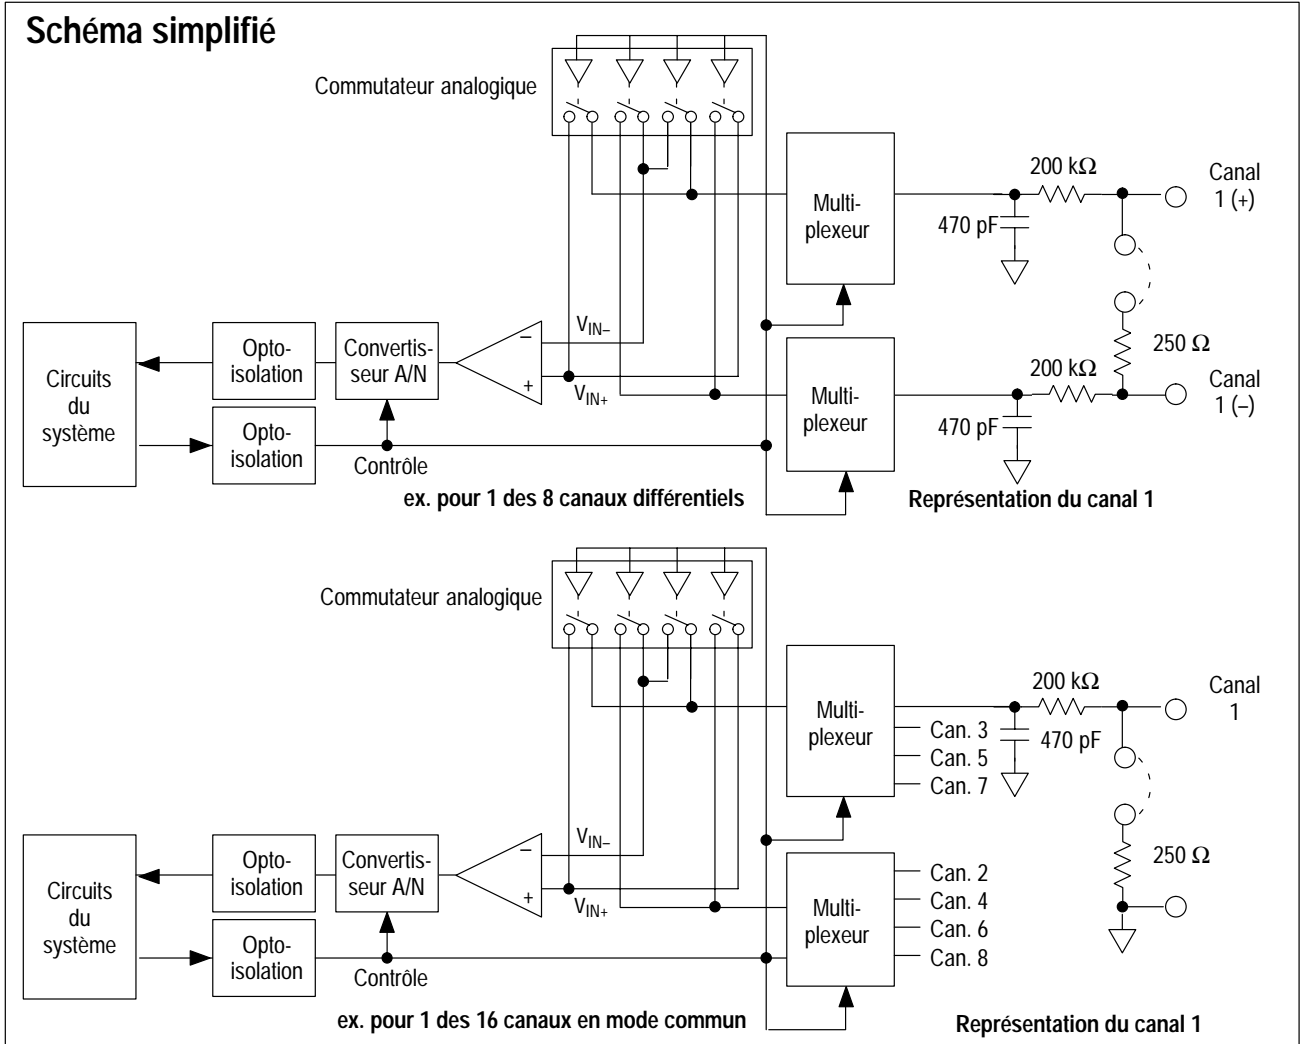 Schéma simplifié
Commutateur analogique
Multi-
plexeur
200 kΩ
470 pF
Canal
1 (+)
250 Ω
Circuits
du
système
Opto-
isolation
Convertis-
seur A/N
–
+
VIN–
VIN+
Multi-
plexeur
200 kΩ
470 pF
Canal
1 (–)
Opto-
isolation
Contrôle
ex. pour 1 des 8 canaux différentiels
Représentation du canal 1
Commutateur analogique
Multi-
plexeur
Can. 3
Can. 5
Can. 7
200 kΩ
470 pF
Canal
1
250 Ω
Circuits
du
système
Opto-
isolation
Convertis-
seur A/N
–
+
VIN–
VIN+
Multi-
plexeur
Can. 2
Can. 4
Can. 6
Can. 8
Opto-
isolation
Contrôle
ex. pour 1 des 16 canaux en mode commun
Représentation du canal 1